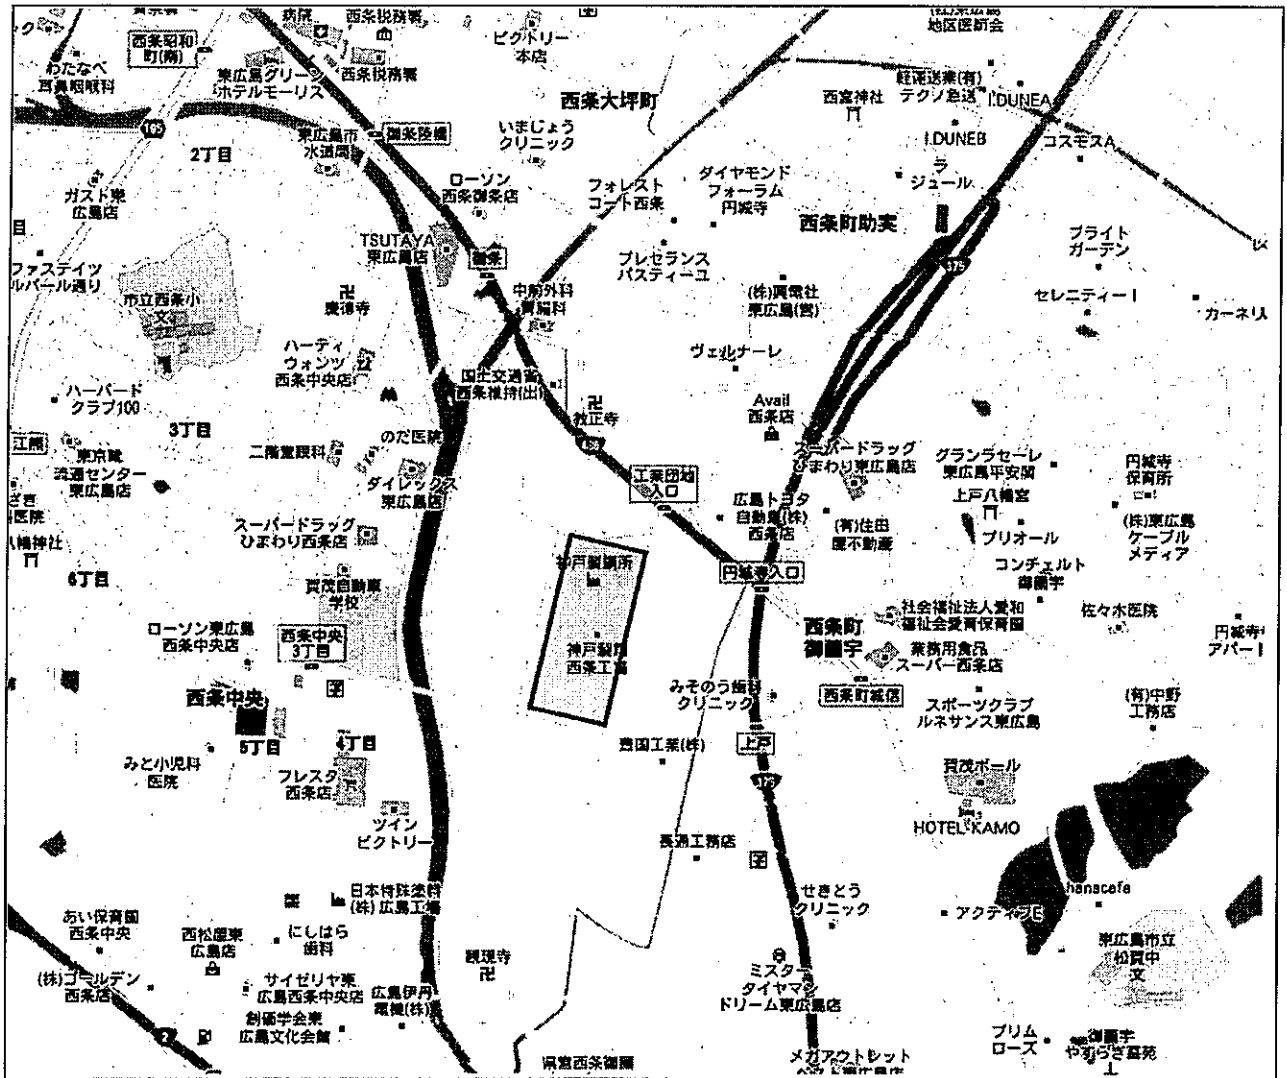 病院
西条税務署
ビクトリー
本店
地区医師会
西条昭和
町(南)
わたなべ
耳鼻咽喉科
東広島グリーン
ホテルモーリス
西条税務署
西条大坪町
軽運送業(有)
テクノ急送
I.DUNEA
西宮神社
I.DUNEB
コスモスA
2丁目
東広島市
水道局
御条陸橋
いまじょう
クリニック
ラ
ジュール
ガスト東
広島店
ローソン
西条御条店
フォレスト
コート西条
ダイヤモンド
フォーラム
円城寺
西条町助実
TSUTAYA
東広島店
御条
プレセランス
パスティーユ
ブライト
ガーデン
ファステイツ
ルバール通り
市立西条小
文
中前外科
胃腸科
(株)興電社
東広島(営)
375
セレニティーI
カーネリ
ハーティ
ウォンツ
西条中央店
ヴェルナーレ
国土交通省
西条維持(出)
ハーバード
クラブ100
3丁目
教正寺
Avail
西条店
のだ医院
二階堂眼科
江熊
流通センター
東広島店
ダイレックス
東広島店
工業団地
入口
スーパードラッグ
ひまわり東広島店
グランラセーレ
東広島平安閣
円城寺
保育所
上戸八幡宮
広島トヨタ
自動車(株)
西条店
スーパードラッグ
ひまわり西条店
プリオール
(株)東広島
ケーブル
メディア
6丁目
神戸製鋼所
円城寺入口
コンチェルト
御薗宇
賀茂自動車
学校
社会福祉法人愛和
福祉会愛育保育園
佐々木医院
ローソン東広島
西条中央店
西条中央
3丁目
神戸製鋼
西条工場
西条町
御薗宇
業務用食品
スーパー西条店
円城寺
アパート
西条中央
みそのう歯科
クリニック
西条町城信
スポーツクラブ
ルネサンス東広島
(有)中野
工務店
5丁目
4丁目
豊国工業(株)
上戸
みと小児科
医院
フレスタ
西条店
375
賀茂ボール
ツイン
ビクトリー
長通工務店
HOTEL KAMO
hanacafa
日本特殊塗料
(株)広島工場
せきとう
クリニック
あい保育園
西条中央
西松屋東
広島店
にしはら
歯科
東広島市立
松賀中
文
(株)ゴールデン
西条店
サイゼリヤ東
広島西条中央店
広島伊丹
電機(株)
観現寺
ミスター
タイヤマン
ドリーム東広島店
2
創価学会東
広島文化会館
プリム
ローズ
御薗宇
やすらぎ墓苑
県営西条御薗
メガアウトレット